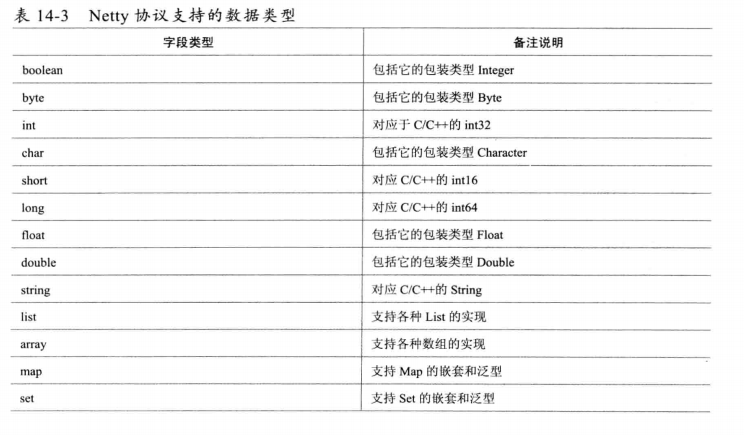 表 14-3 Netty 协议支持的数据类型
字段类型 备注说明
boolean 包括它的包装类型 Integer
byte 包括它的包装类型 Byte
int 对应于 C/C++的 int32
char 包括它的包装类型 Character
short 对应 C/C++的 int16
long 对应 C/C++的 int64
float 包括它的包装类型 Float
double 包括它的包装类型 Double
string 对应 C/C++的 String
list 支持各种 List 的实现
array 支持各种数组的实现
map 支持 Map 的嵌套和泛型
set 支持 Set 的嵌套和泛型